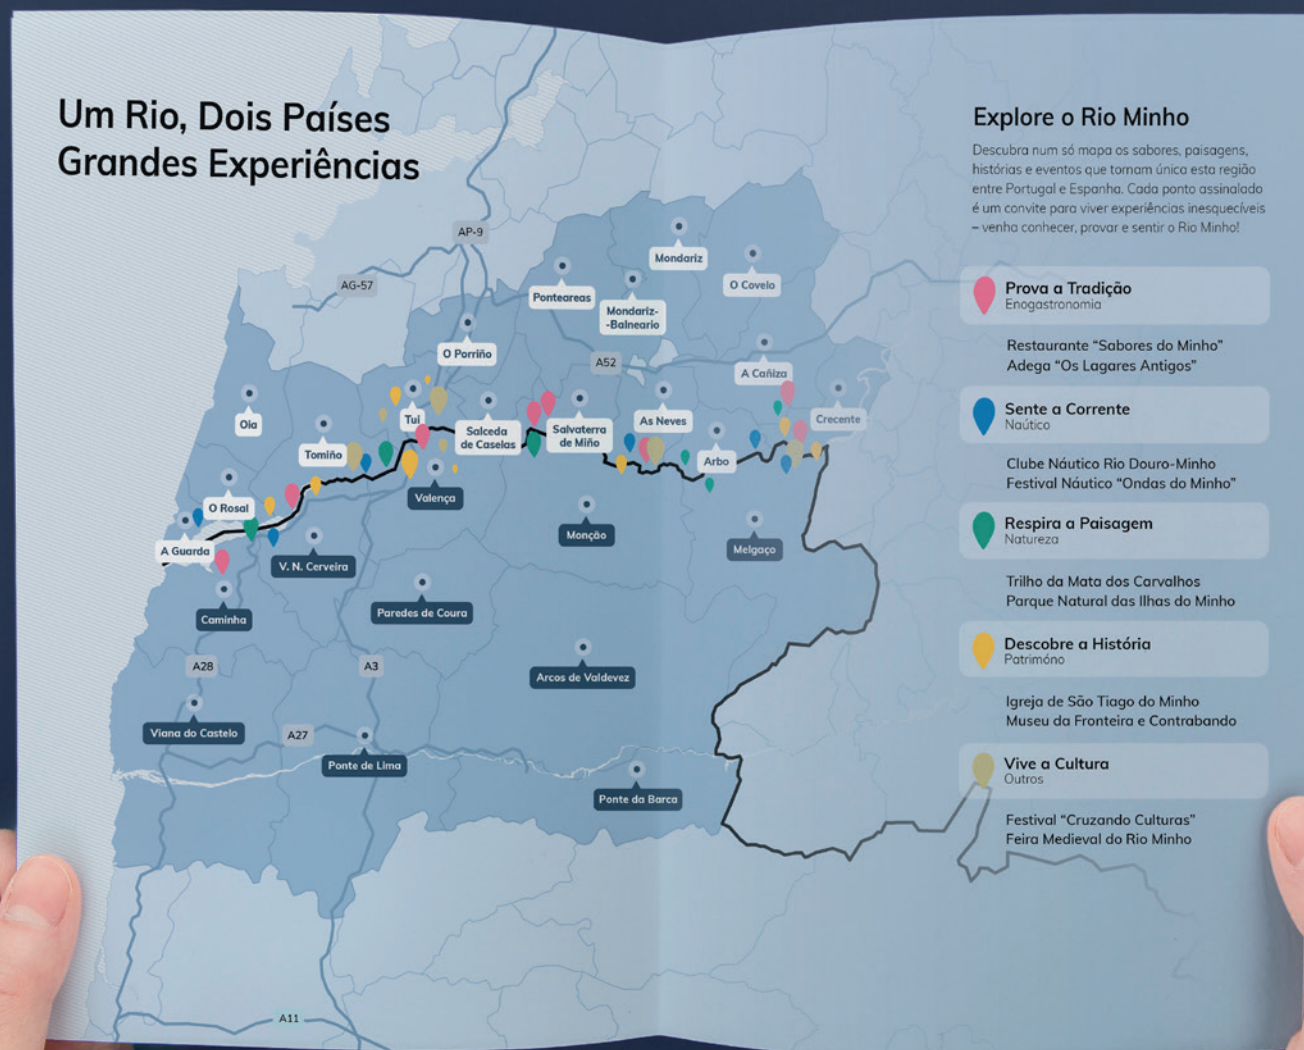 Um Rio, Dois Países
Grandes Experiências
Explore o Rio Minho
Descubra num só mapa os sabores, paisagens,
histórias e eventos que tornam única esta região
entre Portugal e Espanha. Cada ponto assinalado
é um convite para viver experiências inesquecíveis
– venha conhecer, provar e sentir o Rio Minho!
Prova a Tradição
Enogastronomia
Restaurante “Sabores do Minho”
Adega “Os Lagares Antigos”
Sente a Corrente
Naútico
Clube Náutico Rio Douro-Minho
Festival Náutico “Ondas do Minho”
Respira a Paisagem
Natureza
Trilho da Mata dos Carvalhos
Parque Natural das Ilhas do Minho
Descobre a História
Patrimóno
Igreja de São Tiago do Minho
Museu da Fronteira e Contrabando
Vive a Cultura
Outros
Festival “Cruzando Culturas”
Feira Medieval do Rio Minho
AP-9
AG-57
Mondariz
O Covelo
Ponteareas
Mondariz-
-Balneario
O Porriño
A52
A Cañiza
Oia
Tui
Salceda
de Caselas
Salvaterra
de Miño
As Neves
Crecente
Tomiño
Arbo
Valença
O Rosal
Monção
A Guarda
Melgaço
V. N. Cerveira
Caminha
Paredes de Coura
A28
A3
Arcos de Valdevez
Viana do Castelo
A27
Ponte de Lima
Ponte da Barca
A11